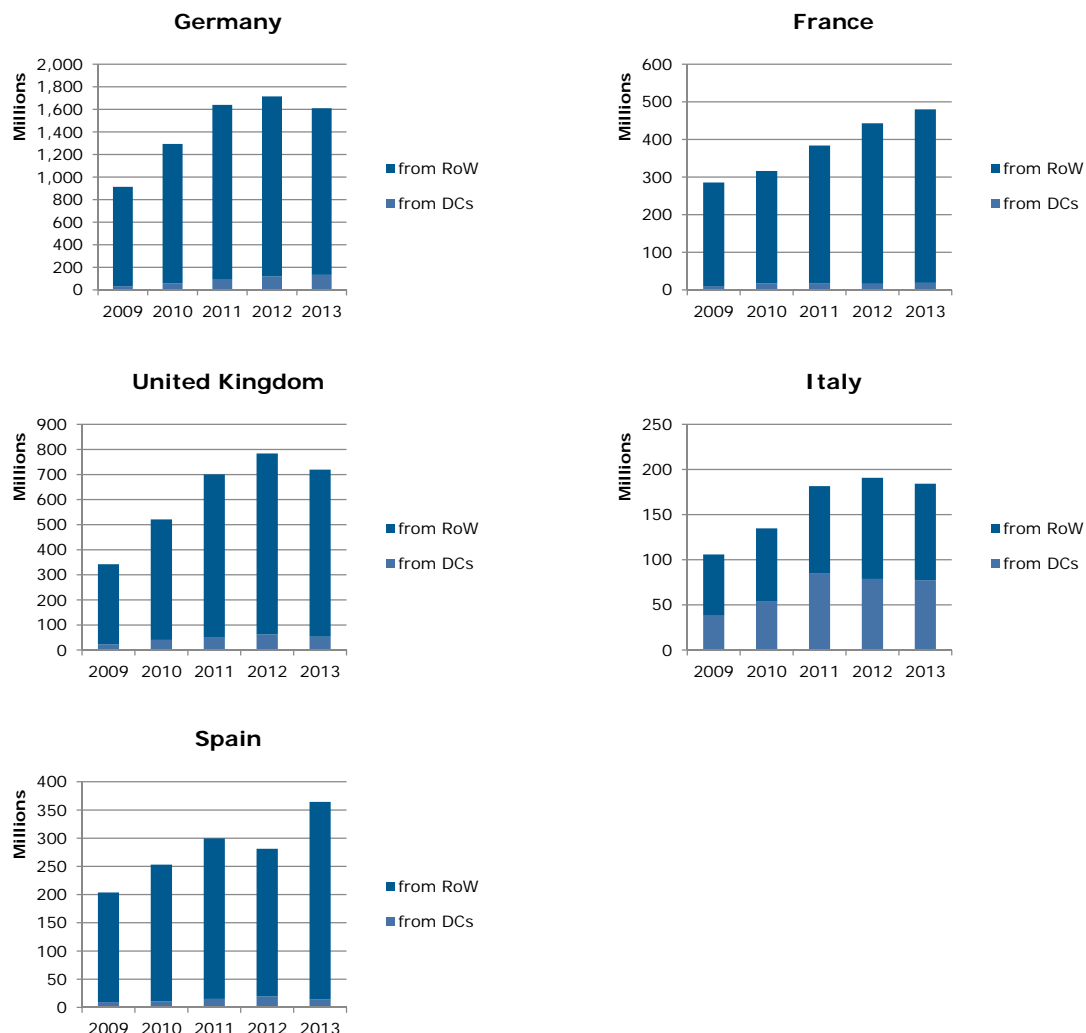 Germany
Millions
2,000
1,800
1,600
1,400
1,200
1,000
800
600
400
200
0
2009 2010 2011 2012 2013
from RoW
from DCs
France
Millions
600
500
400
300
200
100
0
2009 2010 2011 2012 2013
from RoW
from DCs
United Kingdom
Millions
900
800
700
600
500
400
300
200
100
0
2009 2010 2011 2012 2013
from RoW
from DCs
Italy
Millions
250
200
150
100
50
0
2009 2010 2011 2012 2013
from RoW
from DCs
Spain
Millions
400
350
300
250
200
150
100
50
0
2009 2010 2011 2012 2013
from RoW
from DCs